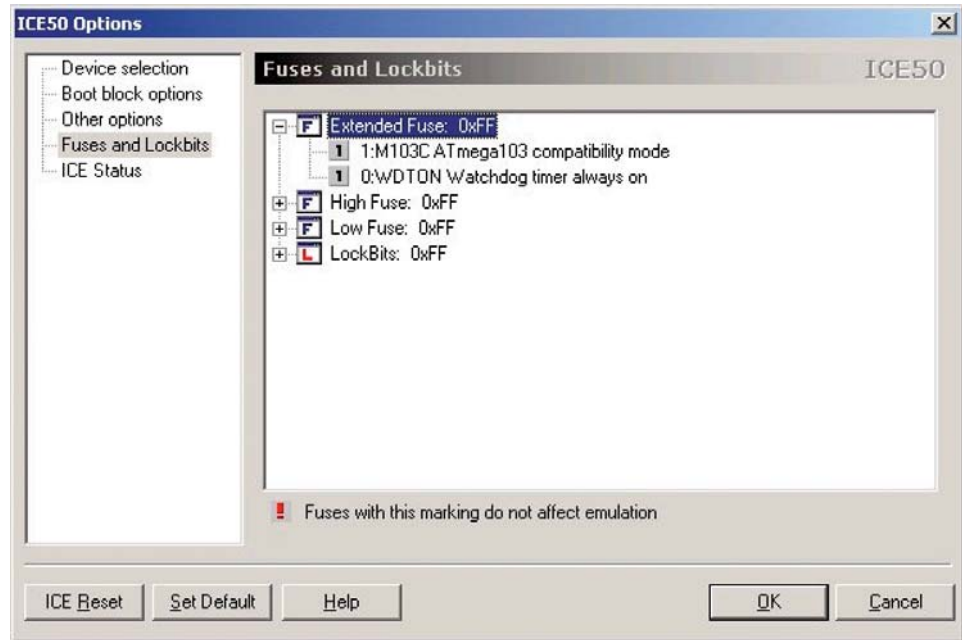 ICE50 Options
Device selection
Boot block options
Other options
Fuses and Lockbits
ICE Status
Fuses and Lockbits
ICE50
F Extended Fuse: 0xFF
1 1:M103C ATmega103 compatibility mode
1 0:WDTON Watchdog timer always on
F High Fuse: 0xFF
F Low Fuse: 0xFF
L LockBits: 0xFF
! Fuses with this marking do not affect emulation
ICE Reset
Set Default
Help
OK
Cancel